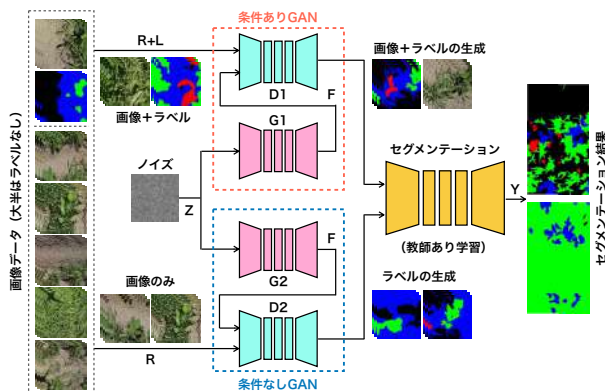 条件ありGAN
R+L
D1
F
画像+ラベルの生成
画像+ラベル
G1
ノイズ
Z
セグメンテーション
(教師あり学習)
Y
F
G2
画像のみ
D2
ラベルの生成
R
条件なしGAN
画像データ (大半はラベルなし)
セグメンテーション結果